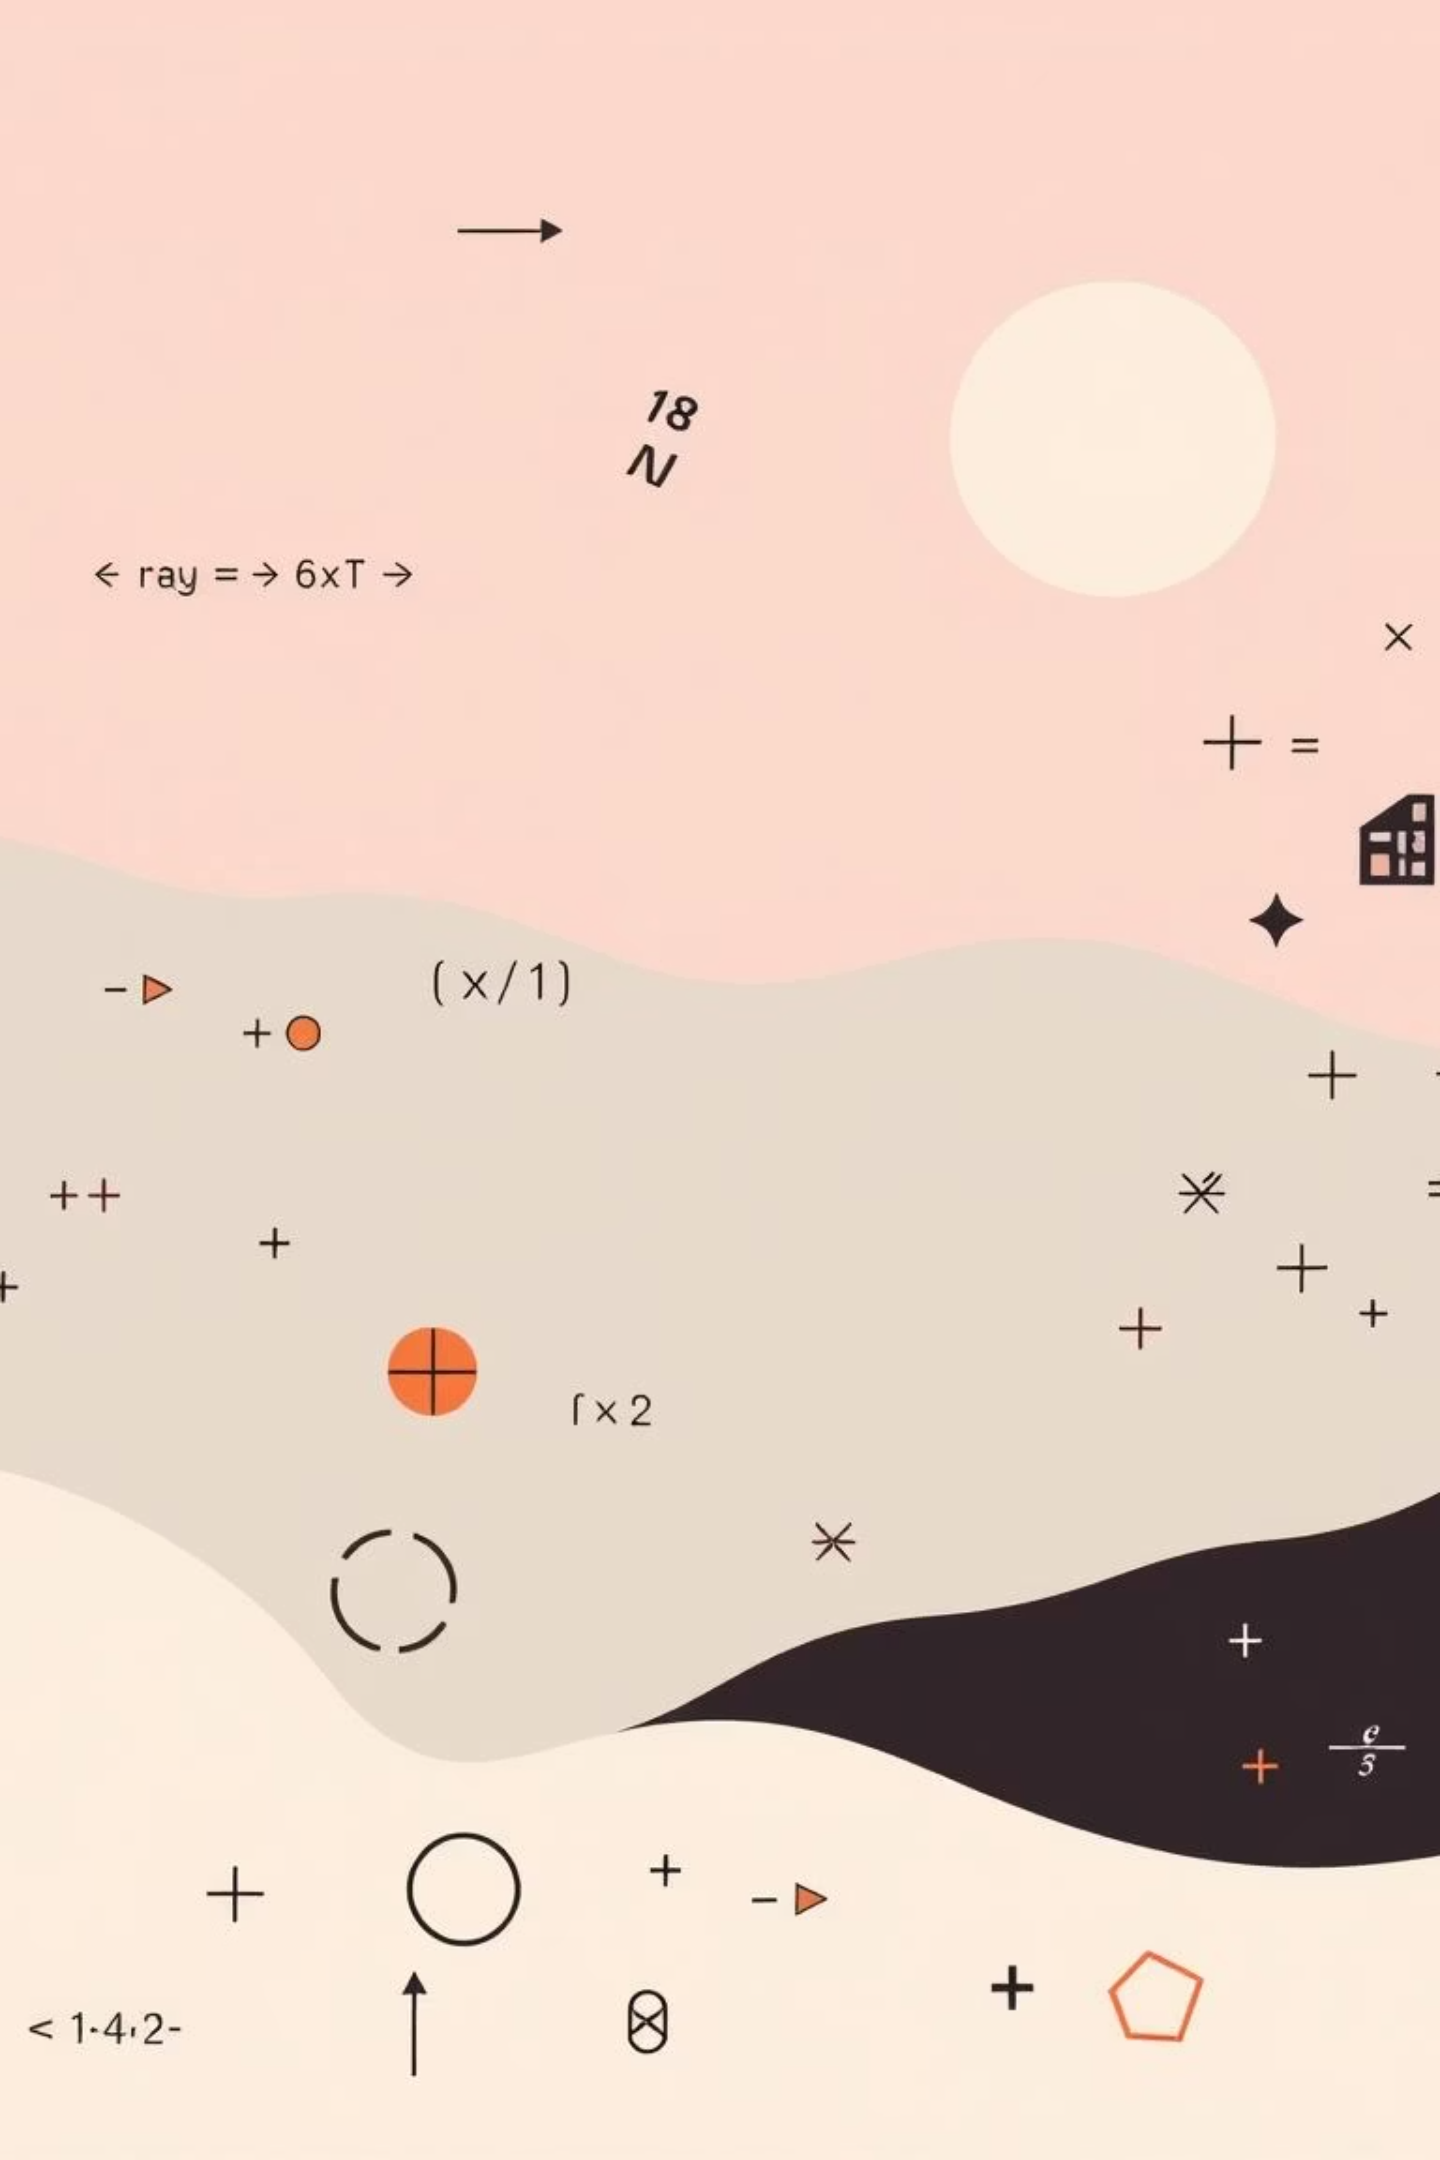 18
N
← ray = → 6xT →
× 
+ =
(x/1)
++
ſ x 2
e
s
< 1·4,2-